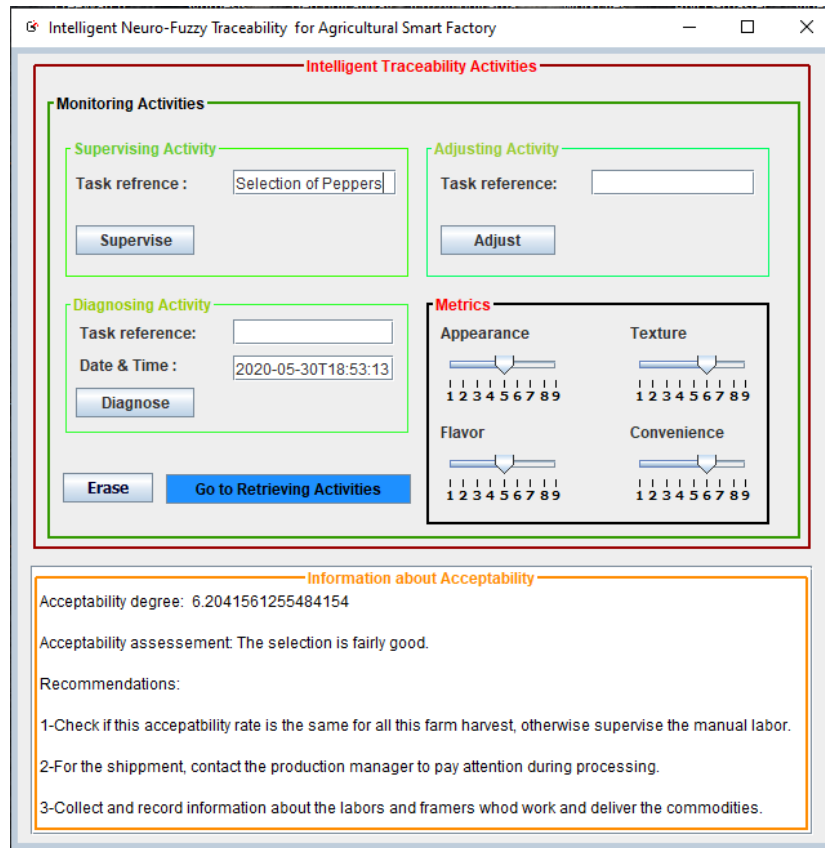 Intelligent Neuro-Fuzzy Traceability for Agricultural Smart Factory
Intelligent Traceability Activities
Monitoring Activities
Supervising Activity
Task refrence :
Selection of Peppers
Supervise
Adjusting Activity
Task reference:
Adjust
Diagnosing Activity
Task reference:
Date & Time :
2020-05-30T18:53:13
Diagnose
Metrics
Appearance
1 2 3 4 5 6 7 8 9
Texture
1 2 3 4 5 6 7 8 9
Flavor
1 2 3 4 5 6 7 8 9
Convenience
1 2 3 4 5 6 7 8 9
Erase
Go to Retrieving Activities
Information about Acceptability
Acceptability degree: 6.2041561255484154
Acceptability assessement: The selection is fairly good.
Recommendations:
1-Check if this accepatbility rate is the same for all this farm harvest, otherwise supervise the manual labor.
2-For the shippment, contact the production manager to pay attention during processing.
3-Collect and record information about the labors and framers whod work and deliver the commodities.